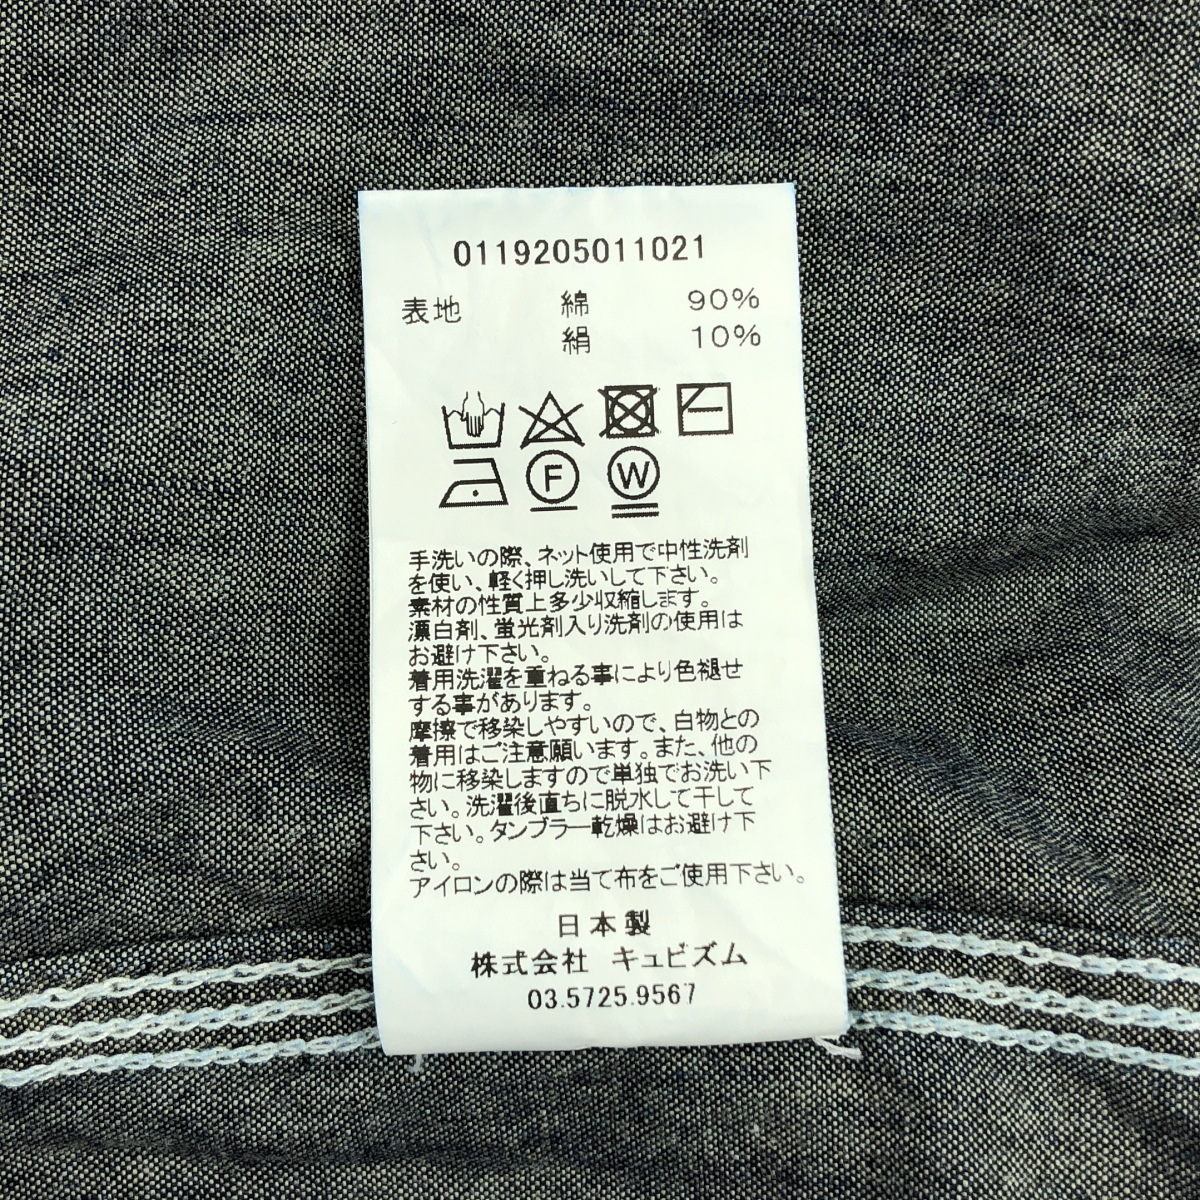 0119205011021
表地 綿 90%
絹 10%
F W
手洗いの際、ネット使用で中性洗剤
を使い、軽く押し洗いして下さい。
素材の性質上多少収縮します。
漂白剤、蛍光剤入り洗剤の使用は
お避け下さい。
着用洗濯を重ねる事により色褪せ
する事があります。
摩擦で移染しやすいので、白物との
着用はご注意願います。また、他の
物に移染しますので単独でお洗い下
さい。洗濯後直ちに脱水して干して
下さい。タンブラー乾燥はお避け下
さい。
アイロンの際は当て布をご使用下さい。
日本製
株式会社 キュビズム
03.5725.9567